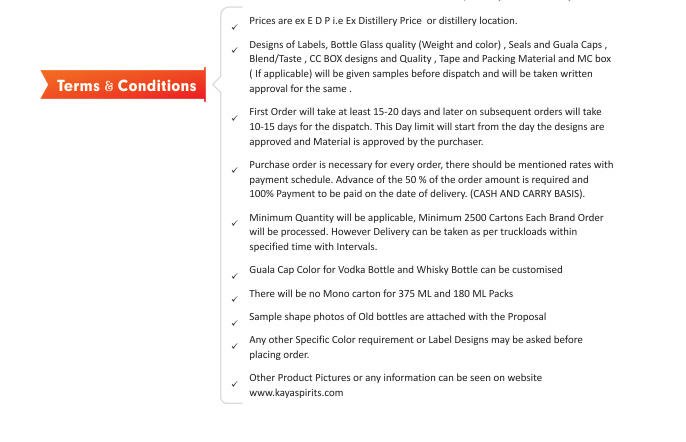 Prices are ex E D P i.e Ex Distillery Price or distillery location.
Designs of Labels, Bottle Glass quality (Weight and color) , Seals and Guala Caps ,
Blend/Taste , CC BOX designs and Quality , Tape and Packing Material and MC box
( If applicable) will be given samples before dispatch and will be taken written
approval for the same .
Terms & Conditions
First Order will take at least 15-20 days and later on subsequent orders will take
10-15 days for the dispatch. This Day limit will start from the day the designs are
approved and Material is approved by the purchaser.
Purchase order is necessary for every order, there should be mentioned rates with
payment schedule. Advance of the 50 % of the order amount is required and
100% Payment to be paid on the date of delivery. (CASH AND CARRY BASIS).
Minimum Quantity will be applicable, Minimum 2500 Cartons Each Brand Order
will be processed. However Delivery can be taken as per truckloads within
specified time with Intervals.
Guala Cap Color for Vodka Bottle and Whisky Bottle can be customised
There will be no Mono carton for 375 ML and 180 ML Packs
Sample shape photos of Old bottles are attached with the Proposal
Any other Specific Color requirement or Label Designs may be asked before
placing order.
Other Product Pictures or any information can be seen on website
www.kayaspirits.com